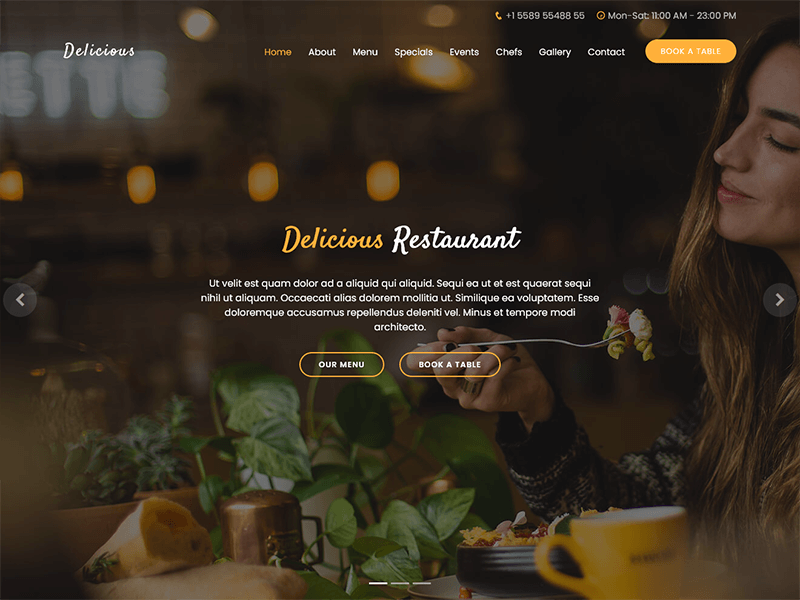 +1 5589 55488 55 Mon-Sat: 11:00 AM - 23:00 PM
Delicious
Home About Menu Specials Events Chefs Gallery Contact BOOK A TABLE
ETTE
Delicious Restaurant
Ut velit est quam dolor ad a aliquid qui aliquid. Sequi ea ut et est quaerat sequi
nihil ut aliquam. Occaecati alias dolorem mollitia ut. Similique ea voluptatem. Esse
doloremque accusamus repellendus deleniti vel. Minus et tempore modi
architecto.
OUR MENU BOOK A TABLE